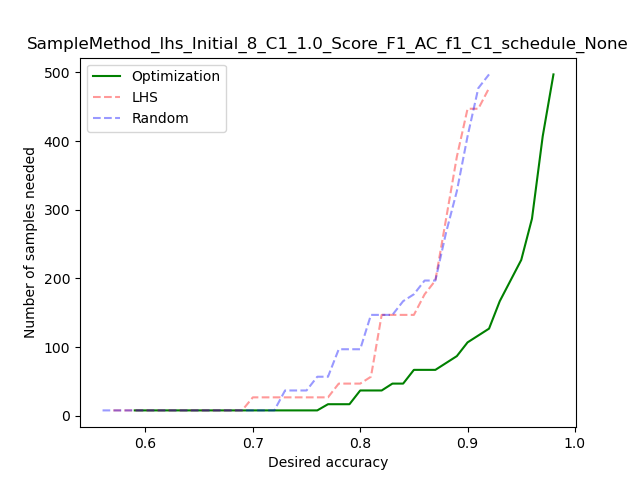 SampleMethod_lhs_Initial_8_C1_1.0_Score_F1_AC_f1_C1_schedule_None
Optimization
LHS
Random
Number of samples needed
500
400
300
200
100
0
0.6 0.7 0.8 0.9 1.0
Desired accuracy